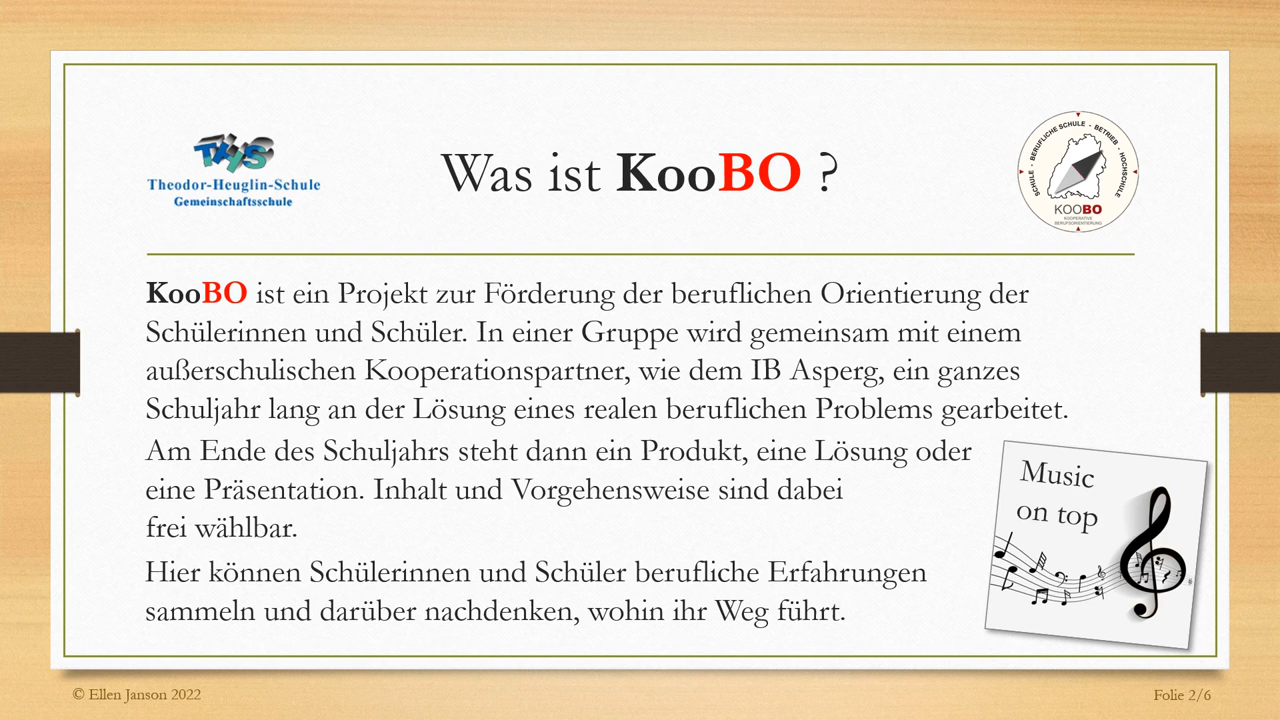 THS
Theodor-Heuglin-Schule
Gemeinschaftsschule
Was ist KooBO ?
SCHULE - BERUFLICHE SCHULE - BETRIEB - HOCHSCHULE
KOOBO
KOOPERATIVE
BERUFSORIENTIERUNG
KooBO ist ein Projekt zur Förderung der beruflichen Orientierung der
Schülerinnen und Schüler. In einer Gruppe wird gemeinsam mit einem
außerschulischen Kooperationspartner, wie dem IB Asperg, ein ganzes
Schuljahr lang an der Lösung eines realen beruflichen Problems gearbeitet.
Am Ende des Schuljahrs steht dann ein Produkt, eine Lösung oder
eine Präsentation. Inhalt und Vorgehensweise sind dabei
frei wählbar.
Hier können Schülerinnen und Schüler berufliche Erfahrungen
sammeln und darüber nachdenken, wohin ihr Weg führt.
Music
on top
© Ellen Janson 2022
Folie 2/6